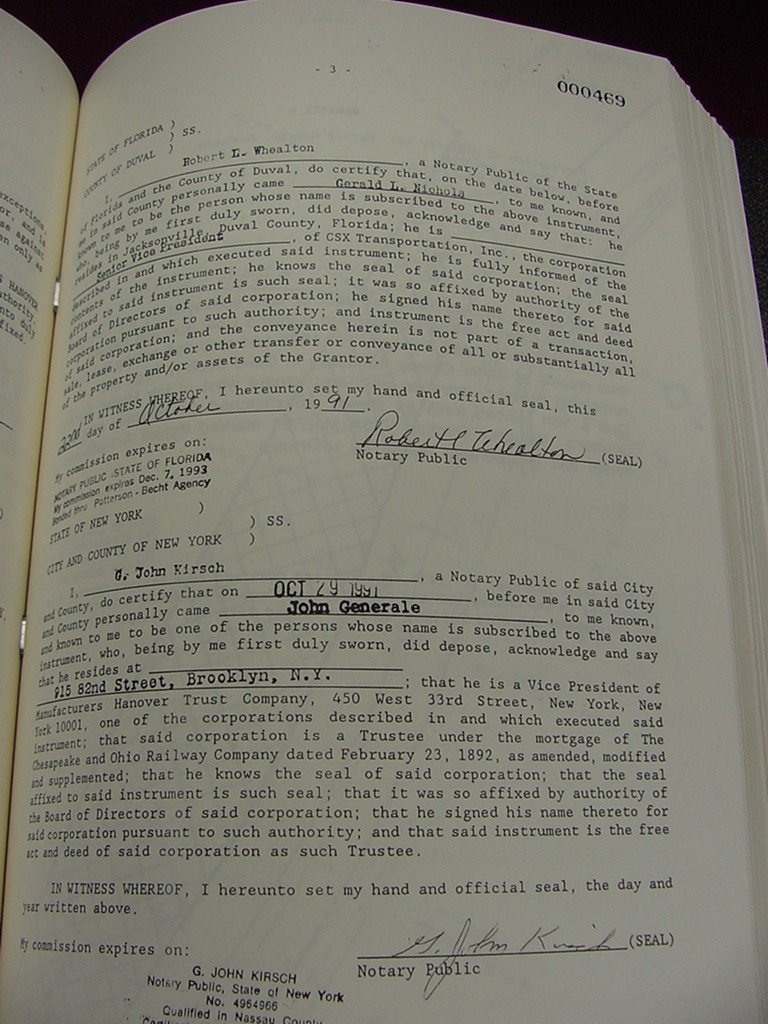 - 3 -
000469
STATE OF FLORIDA )
) SS.
COUNTY OF DUVAL )
I, Robert L. Whealton, a Notary Public of the State
of Florida and the County of Duval, do certify that, on the date below, before
me in said County personally came Gerald L. Nichols, to me known, and
known to me to be the person whose name is subscribed to the above instrument,
who, being by me first duly sworn, did depose, acknowledge and say that: he
resides in Jacksonville, Duval County, Florida; he is
Senior Vice President, of CSX Transportation, Inc., the corporation
described in and which executed said instrument; he is fully informed of the
contents of the instrument; he knows the seal of said corporation; the seal
affixed to said instrument is such seal; it was so affixed by authority of the
Board of Directors of said corporation; he signed his name thereto for said
corporation pursuant to such authority; and instrument is the free act and deed
of said corporation; and the conveyance herein is not part of a transaction,
sale, lease, exchange or other transfer or conveyance of all or substantially all
of the property and/or assets of the Grantor.
IN WITNESS WHEREOF, I hereunto set my hand and official seal, this
22nd day of October, 1991.
My commission expires on:
Robert L Whealton (SEAL)
Notary Public
NOTARY PUBLIC STATE OF FLORIDA
My commission expires Dec. 7, 1993
Bonded thru Patterson - Becht Agency
STATE OF NEW YORK )
) SS.
CITY AND COUNTY OF NEW YORK )
I, G. John Kirsch, a Notary Public of said City
and County, do certify that on OCT 29 1991, before me in said City
and County personally came John Generale, to me known,
and known to me to be one of the persons whose name is subscribed to the above
instrument, who, being by me first duly sworn, did depose, acknowledge and say
that he resides at
915 82nd Street, Brooklyn, N.Y.; that he is a Vice President of
Manufacturers Hanover Trust Company, 450 West 33rd Street, New York, New
York 10001, one of the corporations described in and which executed said
instrument; that said corporation is a Trustee under the mortgage of The
Chesapeake and Ohio Railway Company dated February 23, 1892, as amended, modified
and supplemented; that he knows the seal of said corporation; that the seal
affixed to said instrument is such seal; that it was so affixed by authority of
the Board of Directors of said corporation; that he signed his name thereto for
said corporation pursuant to such authority; and that said instrument is the free
act and deed of said corporation as such Trustee.
IN WITNESS WHEREOF, I hereunto set my hand and official seal, the day and
year written above.
My commission expires on:
G. John Kirsch (SEAL)
Notary Public
G. JOHN KIRSCH
Notary Public, State of New York
No. 4964966
Qualified in Nassau County